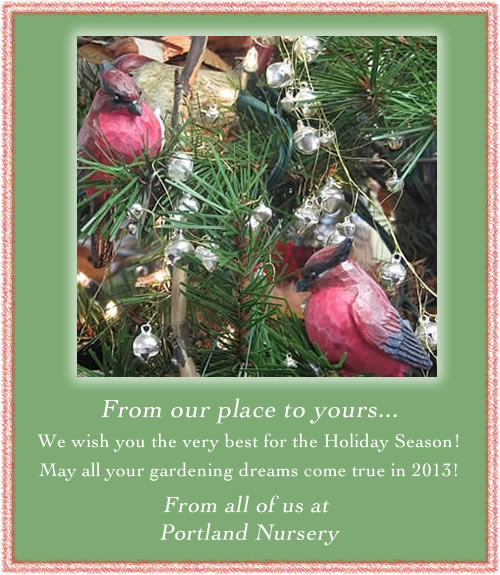 From our place to yours...
We wish you the very best for the Holiday Season!
May all your gardening dreams come true in 2013!
From all of us at
Portland Nursery